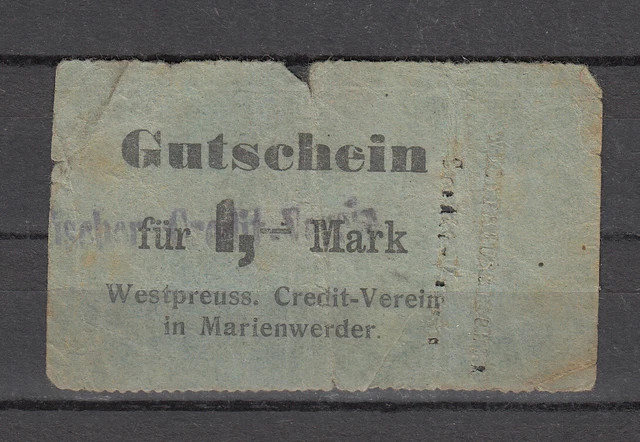 Gutschein
für 1,— Mark
Westpreuss. Credit-Verein
in Marienwerder.